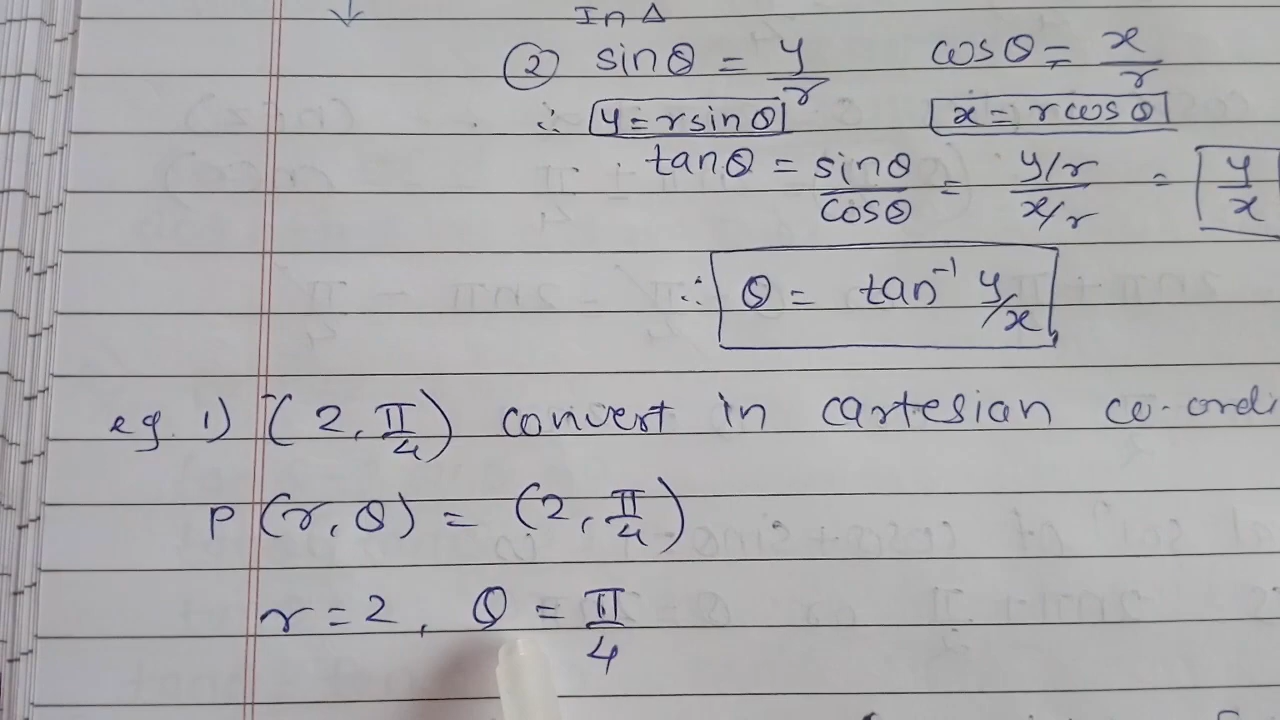 In Δ
② sinθ = y/r cosθ = x/r
∴ y = r sinθ x = r cosθ
tanθ = sinθ/cosθ = y/r / x/r = y/x
∴ θ = tan⁻¹ y/x
eg. 1) (2, π/4) convert in cartesian co-ordi
P (r, θ) = (2, π/4)
r = 2, θ = π/4